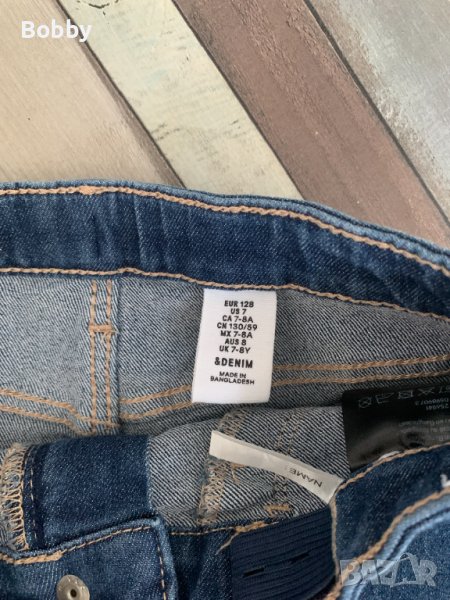 Bobby
EUR 128
US 7
CA 7-8A
CN 130/59
MX 7-8A
AUS 8
UK 7-8Y
&DENIM
MADE IN
BANGLADESH
NAME
BAZAR